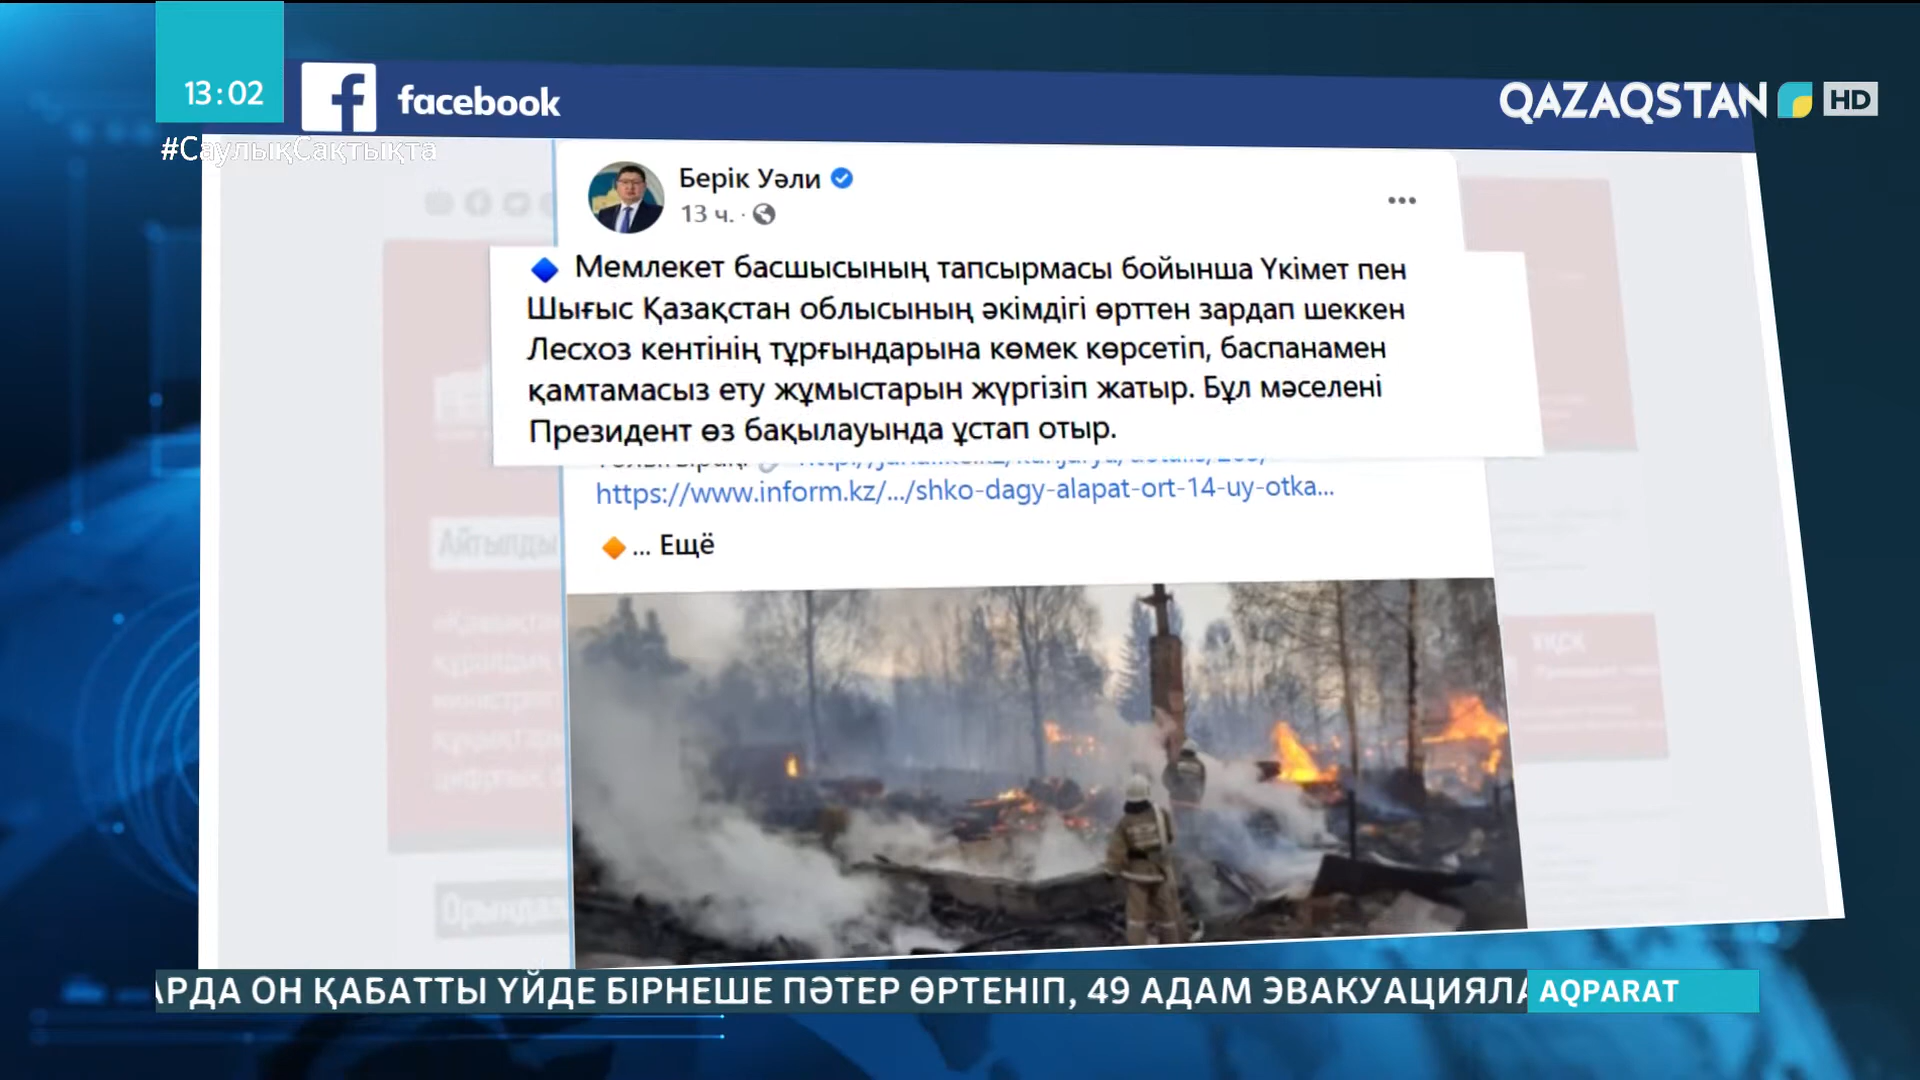 13:02
facebook
QAZAQSTAN HD
#СаулықСақтықта
Берік Уәли
13 ч.
Мемлекет басшысының тапсырмасы бойынша Үкімет пен
Шығыс Қазақстан облысының әкімдігі өрттен зардап шеккен
Лесхоз кентінің тұрғындарына көмек көрсетіп, баспанамен
қамтамасыз ету жұмыстарын жүргізіп жатыр. Бұл мәселені
Президент өз бақылауында ұстап отыр.
https://www.inform.kz/.../shko-dagy-alapat-ort-14-uy-otka...
... Ещё
Айтылды
АРДА ОН ҚАБАТТЫ ҮЙДЕ БІРНЕШЕ ПӘТЕР ӨРТЕНІП, 49 АДАМ ЭВАКУАЦИЯЛА
AQPARAT